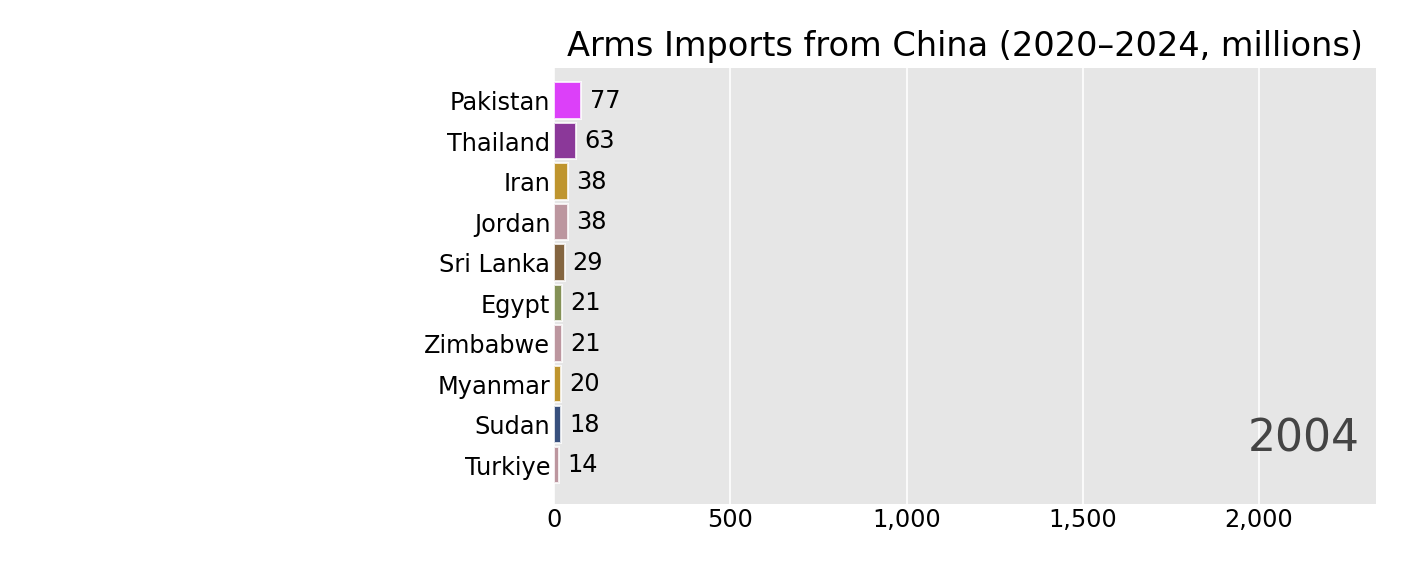 Arms Imports from China (2020–2024, millions)
Pakistan 77
Thailand 63
Iran 38
Jordan 38
Sri Lanka 29
Egypt 21
Zimbabwe 21
Myanmar 20
Sudan 18
Turkiye 14
2004
0 500 1,000 1,500 2,000